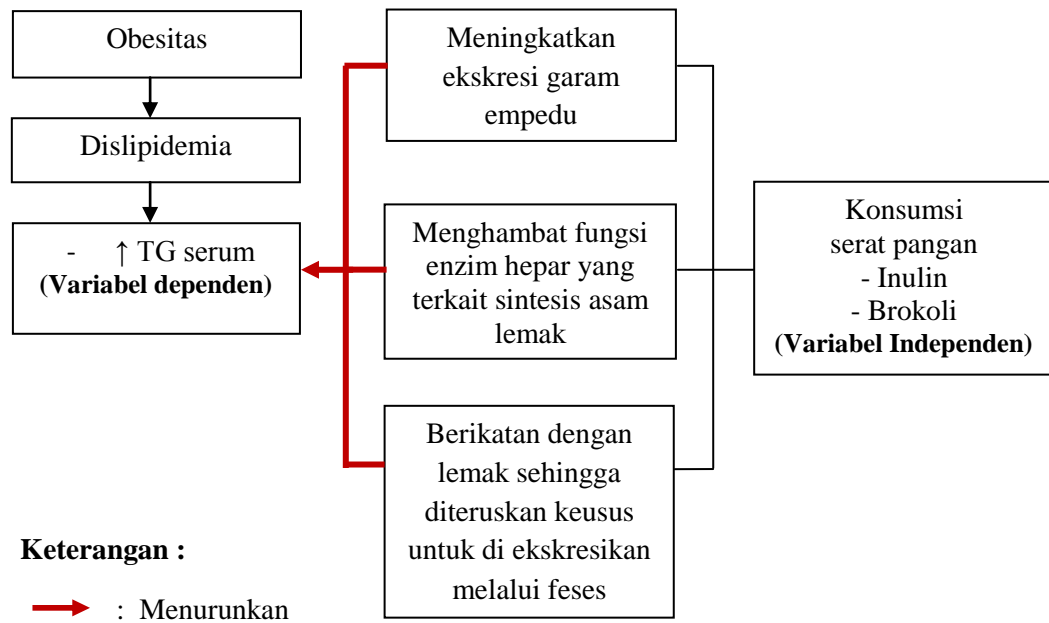 Obesitas
Dislipidemia
- ↑ TG serum
(Variabel dependen)
Meningkatkan
ekskresi garam
empedu
Menghambat fungsi
enzim hepar yang
terkait sintesis asam
lemak
Berikatan dengan
lemak sehingga
diteruskan keusus
untuk di ekskresikan
melalui feses
Konsumsi
serat pangan
- Inulin
- Brokoli
(Variabel Independen)
Keterangan :
: Menurunkan